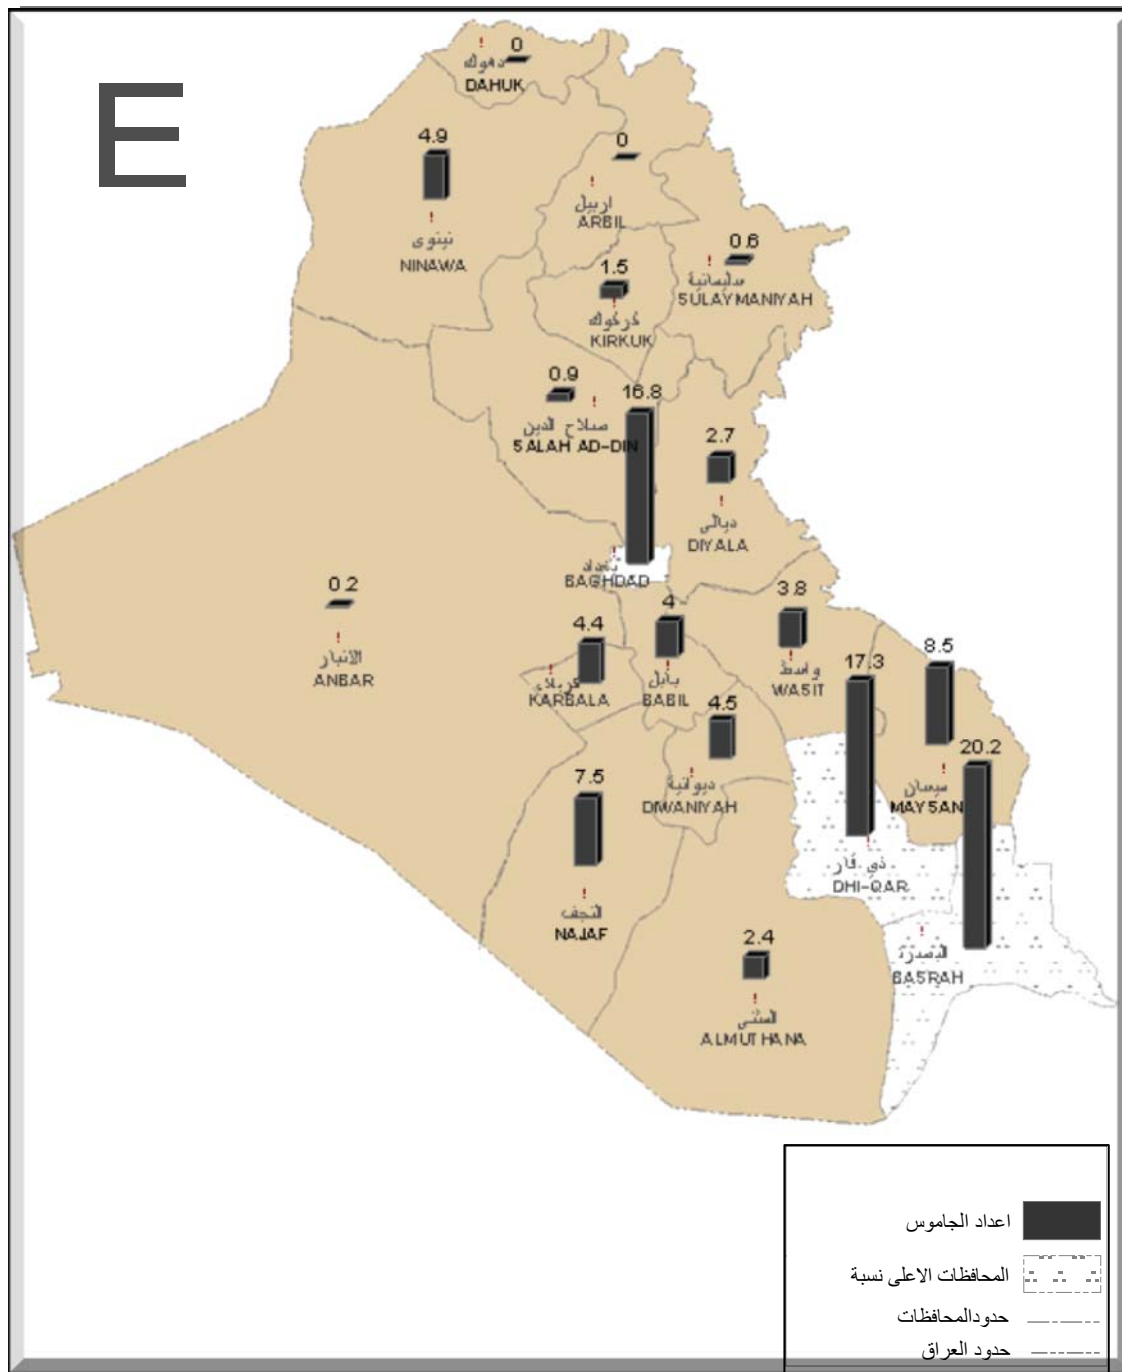 E
0
دهوك
DAHUK
4.9
نينوى
NINAWA
0
اربيل
ARBIL
0.6
سليمانية
SULAYMANIYAH
1.5
كركوك
KIRKUK
0.9
صلاح الدين
SALAH AD-DIN
16.8
بغداد
BAGHDAD
2.7
ديالى
DIYALA
0.2
الانبار
ANBAR
4.4
كربلاء
KARBALA
4
بابل
BABIL
3.8
واسط
WASIT
4.5
ديوانية
DIWANIYAH
17.3
ذي قار
DHI-QAR
8.5
ميسان
MAYSAN
20.2
البصرة
BASRAH
7.5
النجف
NAJAF
2.4
المثنى
ALMUTHANA
اعداد الجاموس
المحافظات الاعلى نسبة
حدودالمحافظات
حدود العراق